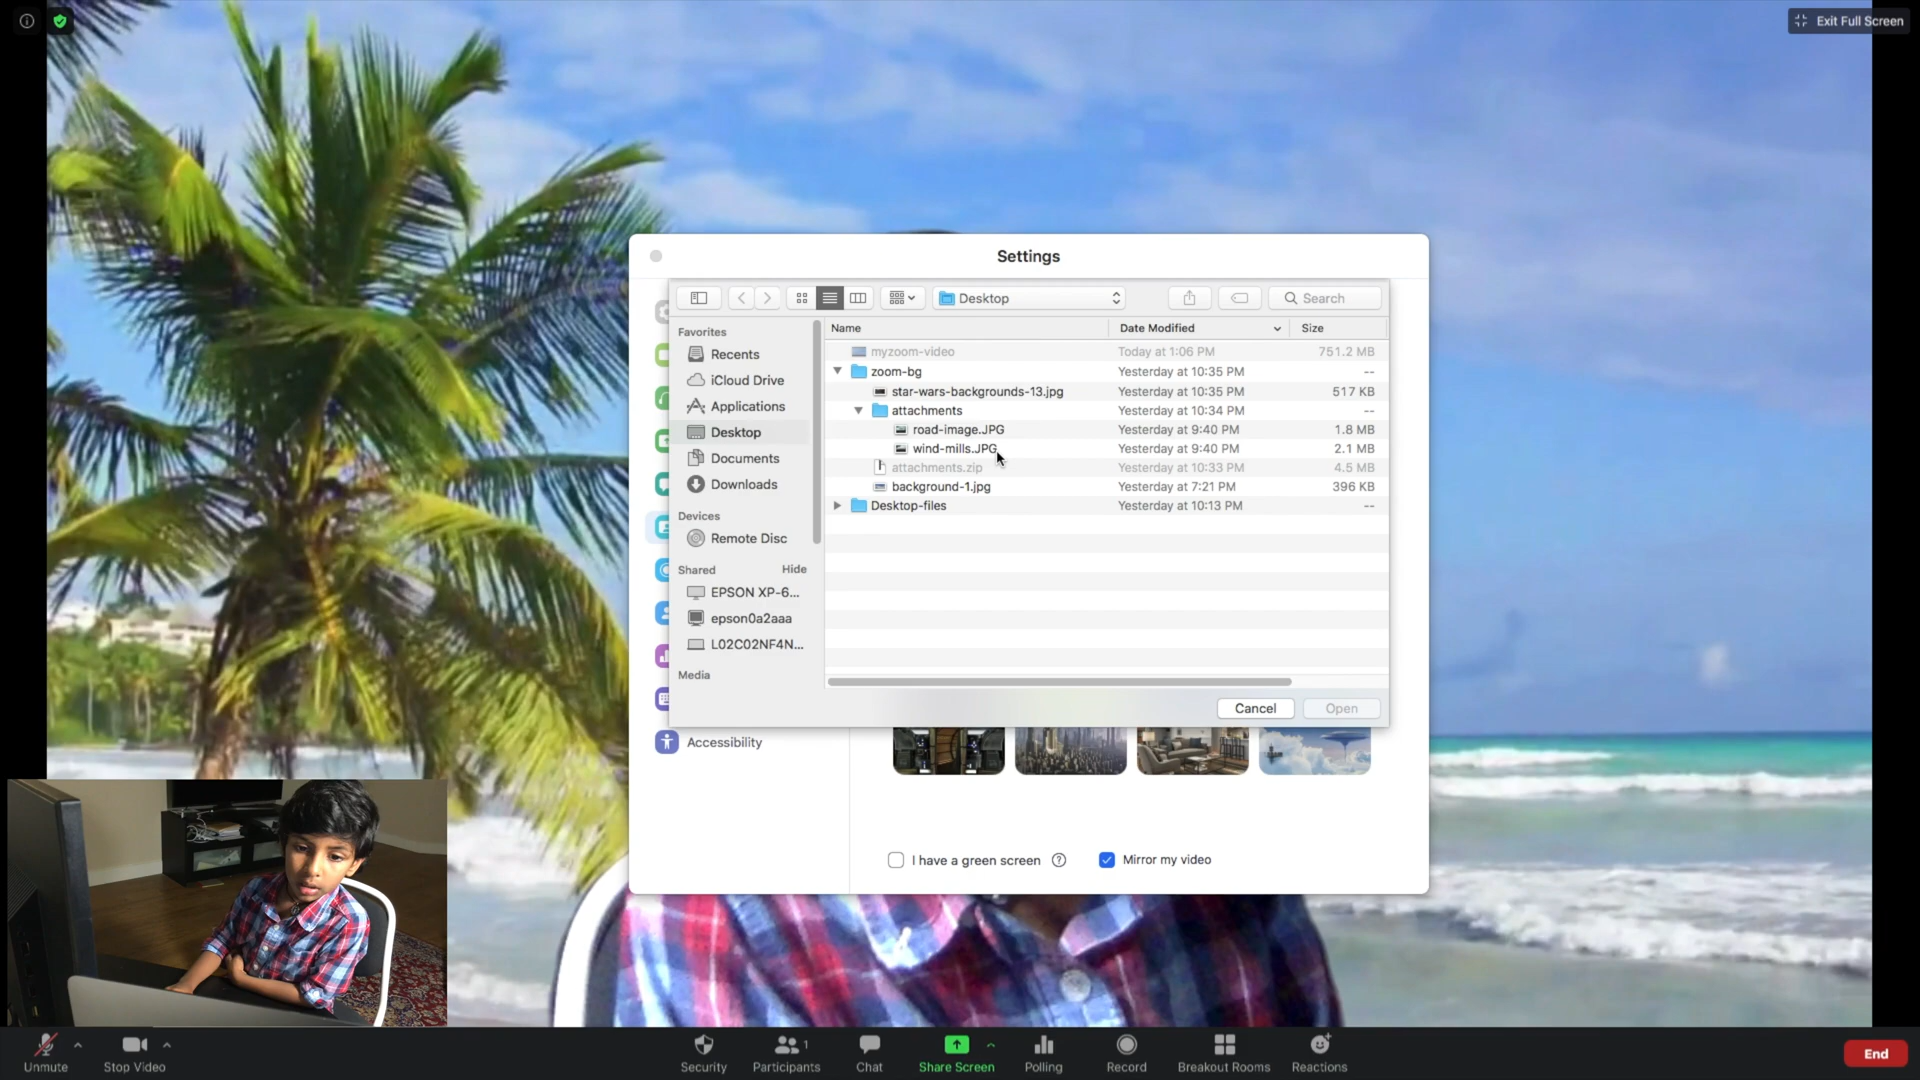 Exit Full Screen
Settings
Desktop
Search
Favorites
Recents
iCloud Drive
Applications
Desktop
Documents
Downloads
Devices
Remote Disc
Shared Hide
EPSON XP-6...
epson0a2aaa
L02C02NF4N...
Media
Name Date Modified Size
myzoom-video Today at 1:06 PM 751.2 MB
zoom-bg Yesterday at 10:35 PM --
star-wars-backgrounds-13.jpg Yesterday at 10:35 PM 517 KB
attachments Yesterday at 10:34 PM --
road-image.JPG Yesterday at 9:40 PM 1.8 MB
wind-mills.JPG Yesterday at 9:40 PM 2.1 MB
attachments.zip Yesterday at 10:33 PM 4.5 MB
background-1.jpg Yesterday at 7:21 PM 396 KB
Desktop-files Yesterday at 10:13 PM --
Cancel Open
Accessibility
I have a green screen ? Mirror my video
Unmute
Stop Video
Security
Participants 1
Chat
Share Screen
Polling
Record
Breakout Rooms
Reactions
End